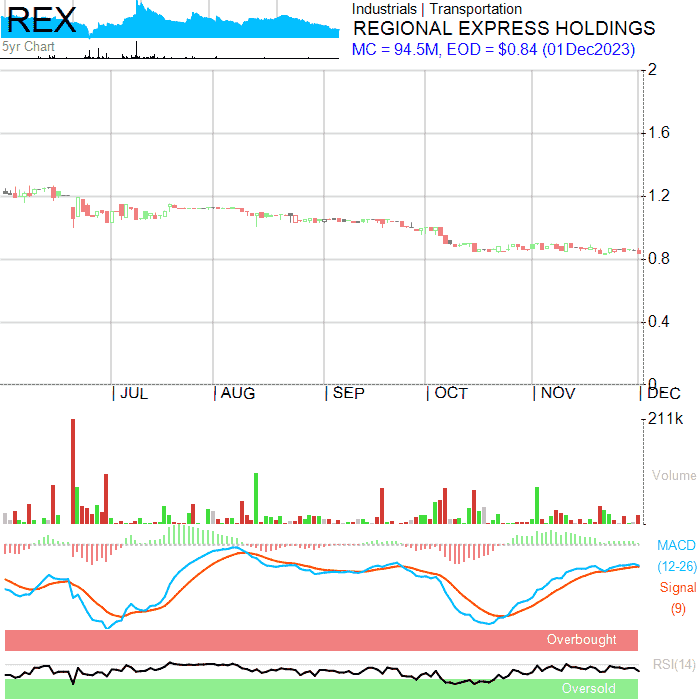 REX
5yr Chart
Industrials | Transportation
REGIONAL EXPRESS HOLDINGS
MC = 94.5M, EOD = $0.84 (01Dec2023)
2
1.6
1.2
0.8
0.4
0
| JUL | AUG | SEP | OCT | NOV | DEC
211k
Volume
MACD
(12-26)
Signal
(9)
Overbought
RSI(14)
Oversold